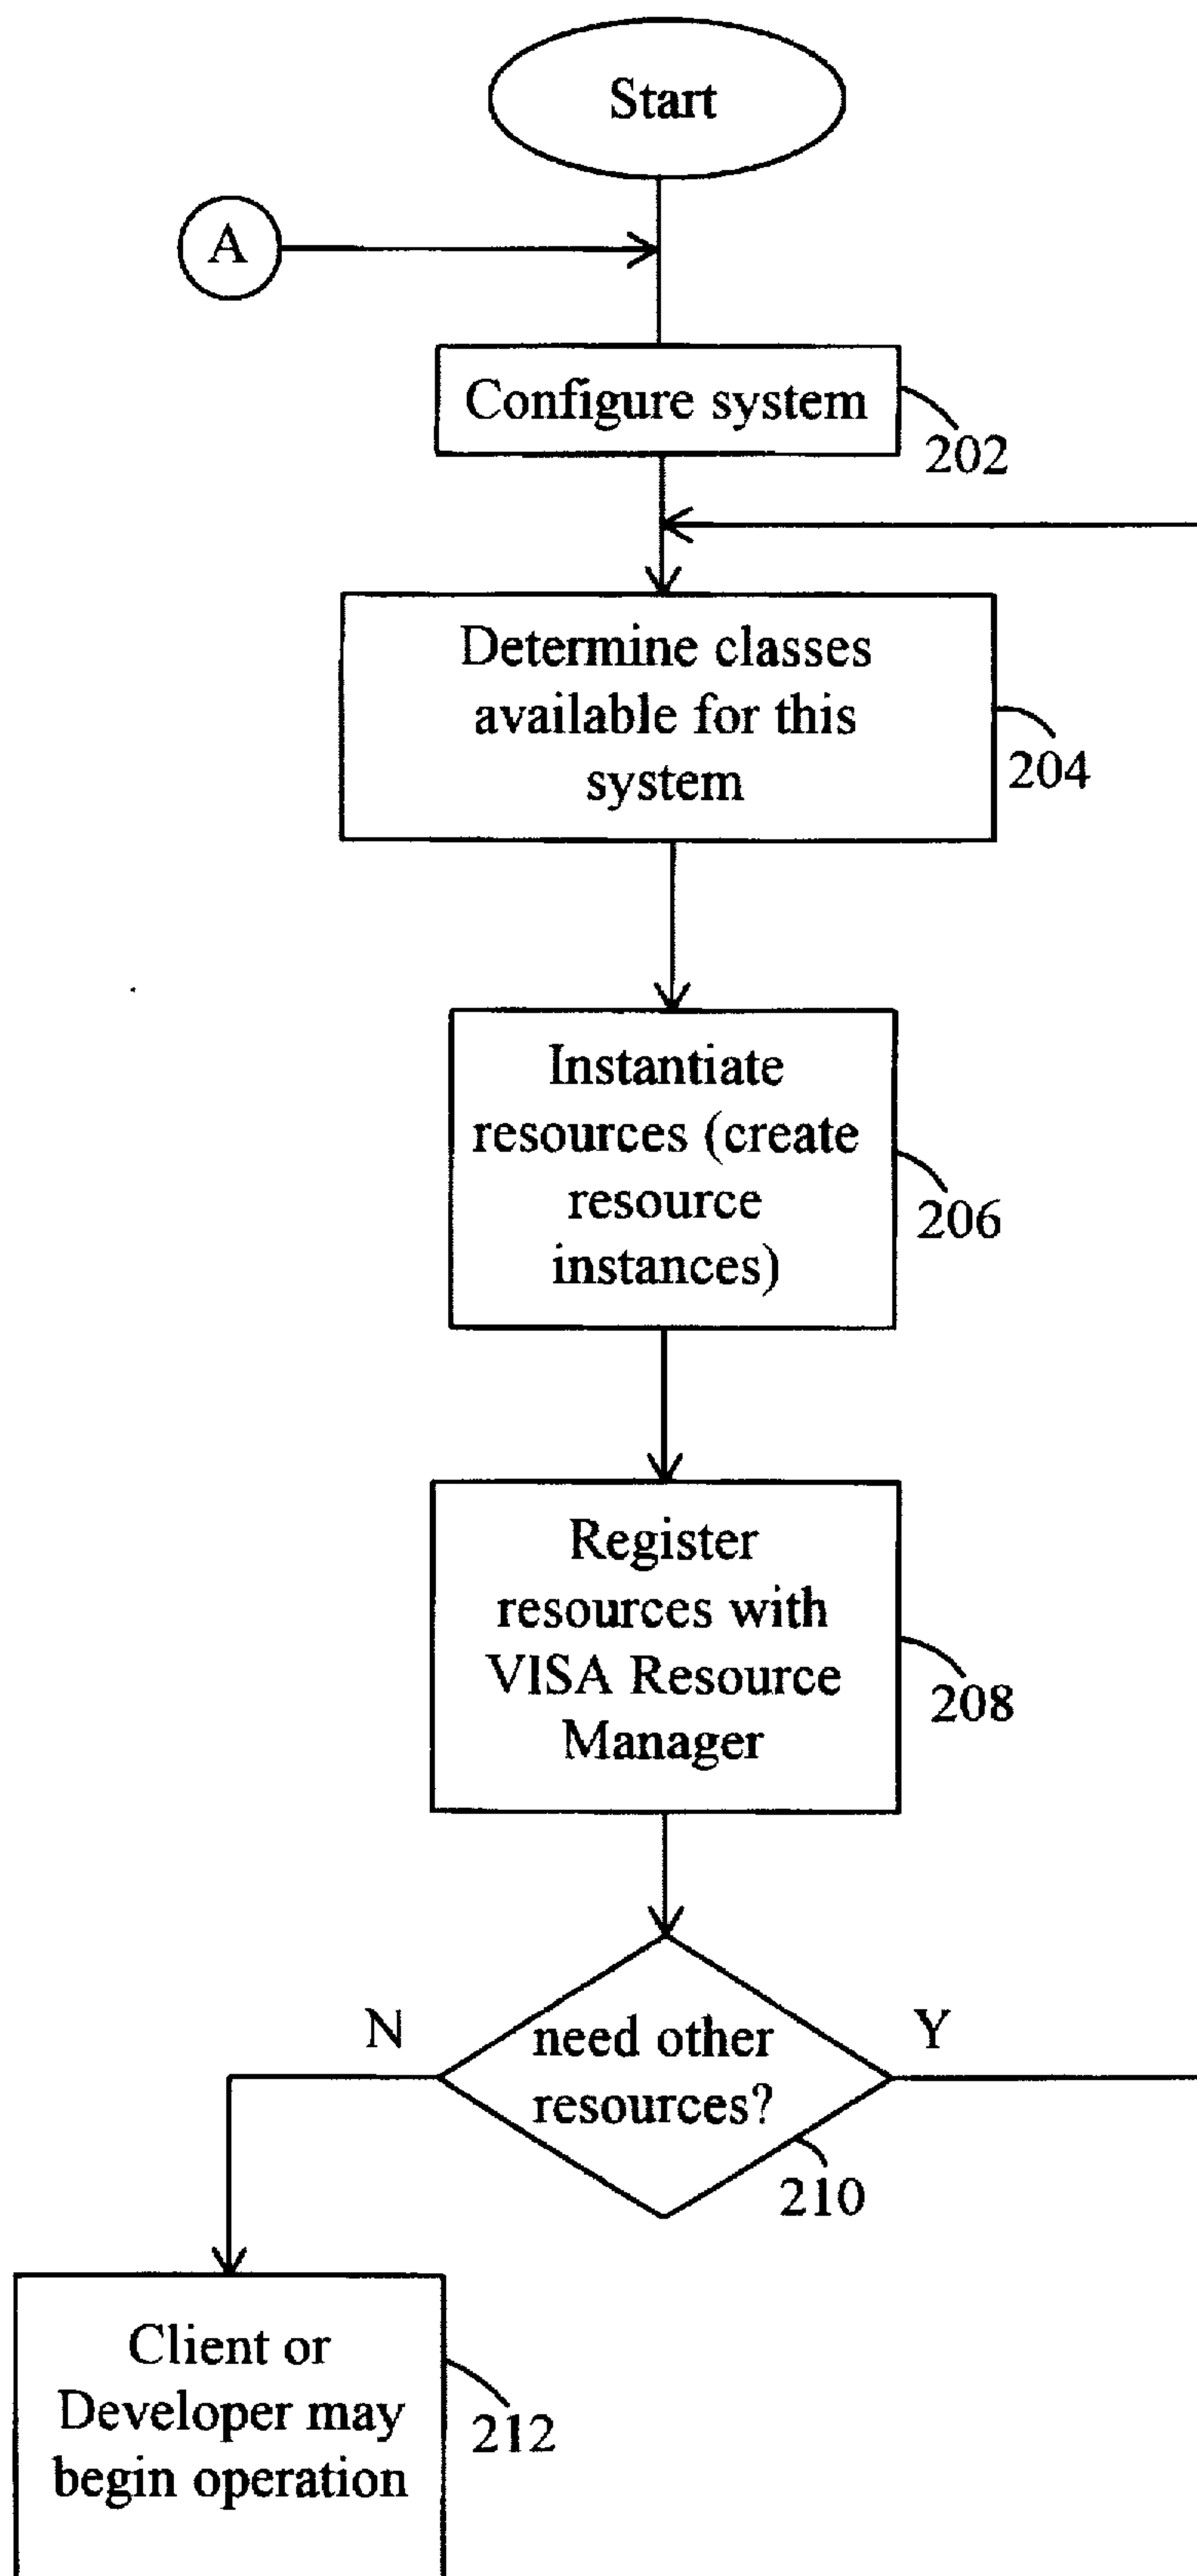 Start
A
Configure system
202
Determine classes
available for this
system
204
Instantiate
resources (create
resource
instances)
206
Register
resources with
VISA Resource
Manager
208
N
need other
resources?
Y
210
Client or
Developer may
begin operation
212